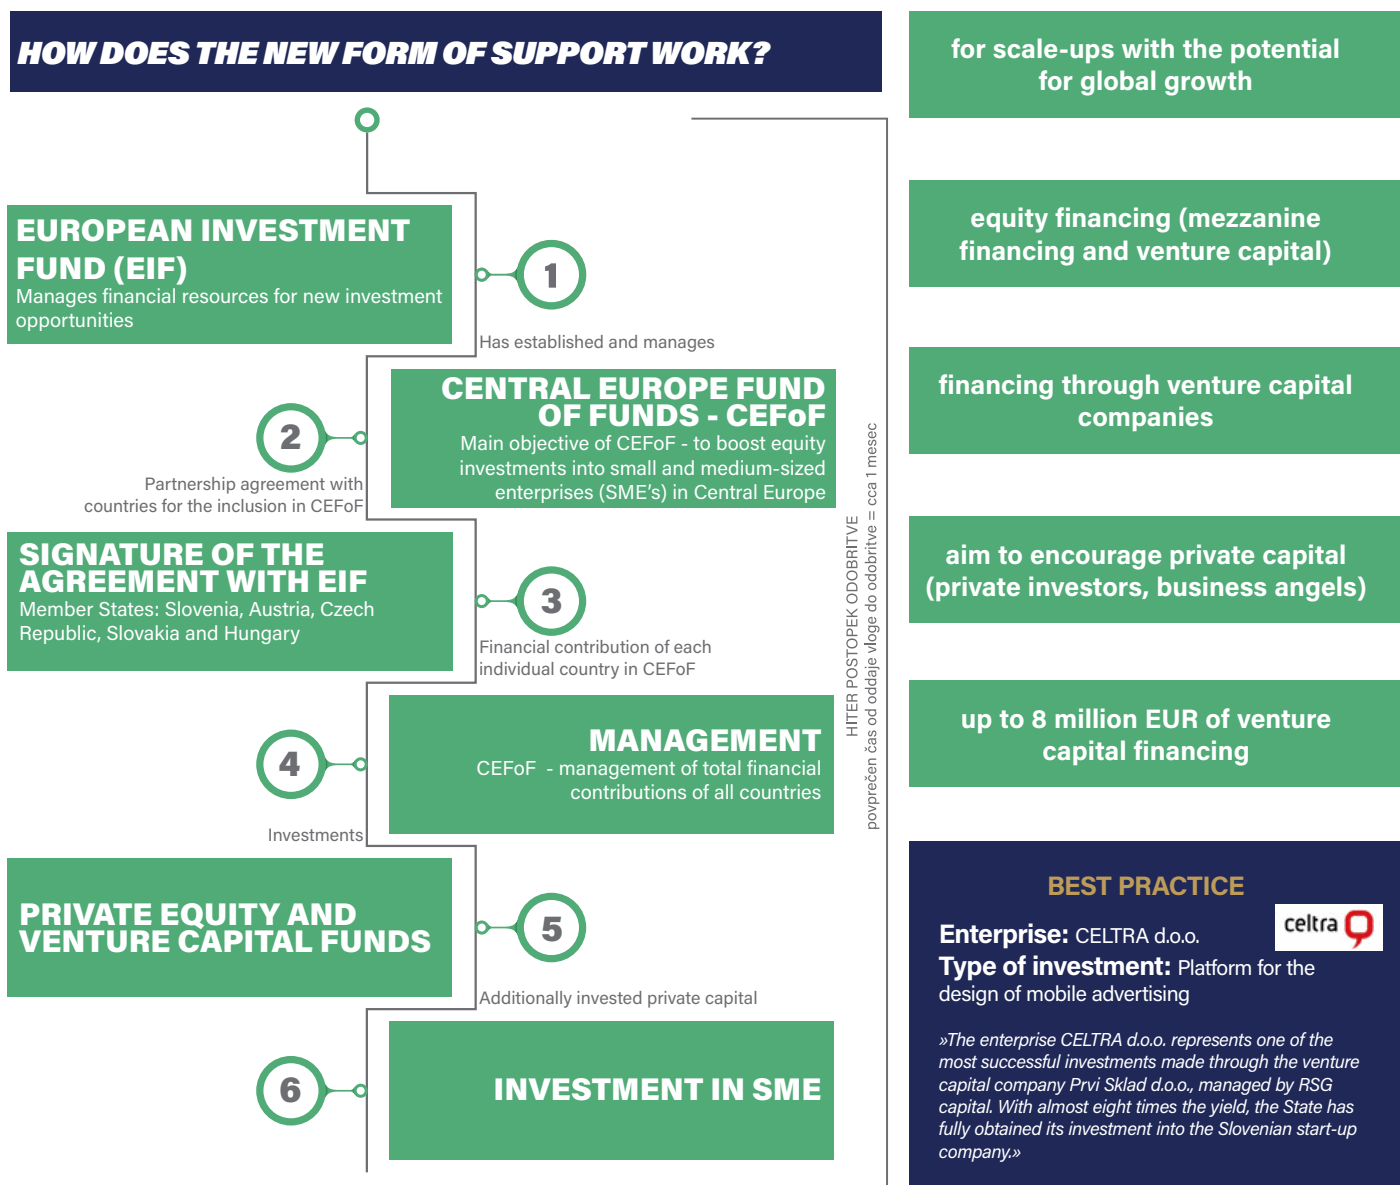 HOW DOES THE NEW FORM OF SUPPORT WORK?
EUROPEAN INVESTMENT
FUND (EIF)
Manages financial resources for new investment
opportunities
1
Has established and manages
CENTRAL EUROPE FUND
OF FUNDS - CEFoF
Main objective of CEFoF - to boost equity
investments into small and medium-sized
enterprises (SME's) in Central Europe
2
Partnership agreement with
countries for the inclusion in CEFoF
SIGNATURE OF THE
AGREEMENT WITH EIF
Member States: Slovenia, Austria, Czech
Republic, Slovakia and Hungary
3
Financial contribution of each
individual country in CEFoF
MANAGEMENT
CEFoF - management of total financial
contributions of all countries
4
Investments
PRIVATE EQUITY AND
VENTURE CAPITAL FUNDS
5
Additionally invested private capital
INVESTMENT IN SME
6
HITER POSTOPEK ODOBRITVE
povprečen čas od oddaje vloge do odobritve = cca 1 mesec
for scale-ups with the potential
for global growth
equity financing (mezzanine
financing and venture capital)
financing through venture capital
companies
aim to encourage private capital
(private investors, business angels)
up to 8 million EUR of venture
capital financing
BEST PRACTICE
celtra
Enterprise: CELTRA d.o.o.
Type of investment: Platform for the
design of mobile advertising
»The enterprise CELTRA d.o.o. represents one of the
most successful investments made through the venture
capital company Prvi Sklad d.o.o., managed by RSG
capital. With almost eight times the yield, the State has
fully obtained its investment into the Slovenian start-up
company.»